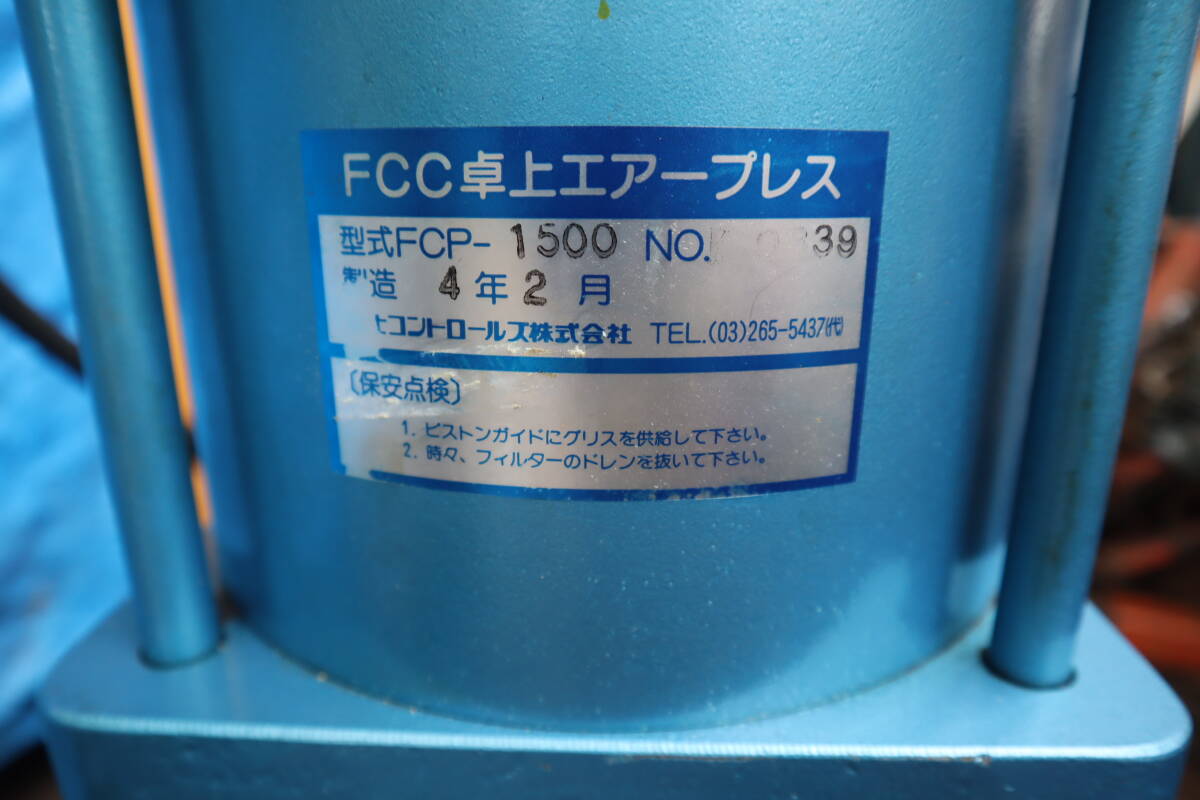 FCC卓上エアープレス
型式FCP-1500 NO. 39
製造 4年2月
コントロールズ株式会社 TEL.(03)265-5437(代)
〔保安点検〕
1. ピストンガイドにグリスを供給して下さい。
2. 時々、フィルターのドレンを抜いて下さい。